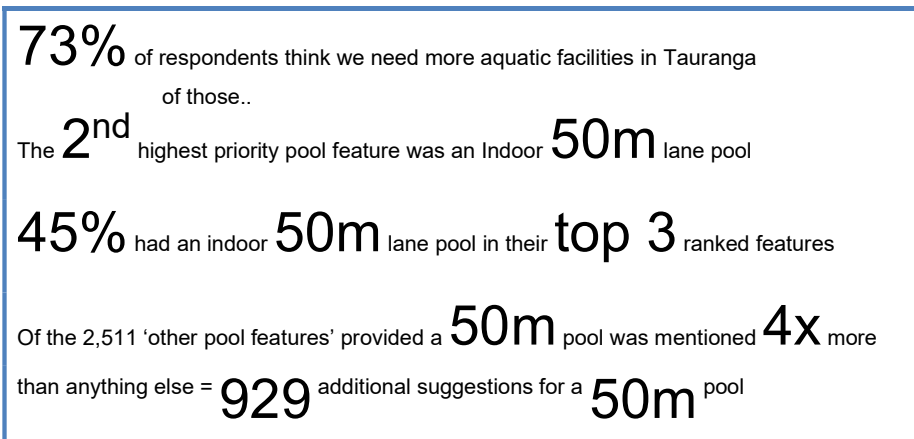 73% of respondents think we need more aquatic facilities in Tauranga
of those..
The 2nd highest priority pool feature was an Indoor 50m lane pool
45% had an indoor 50m lane pool in their top 3 ranked features
Of the 2,511 ‘other pool features’ provided a 50m pool was mentioned 4x more
than anything else = 929 additional suggestions for a 50m pool